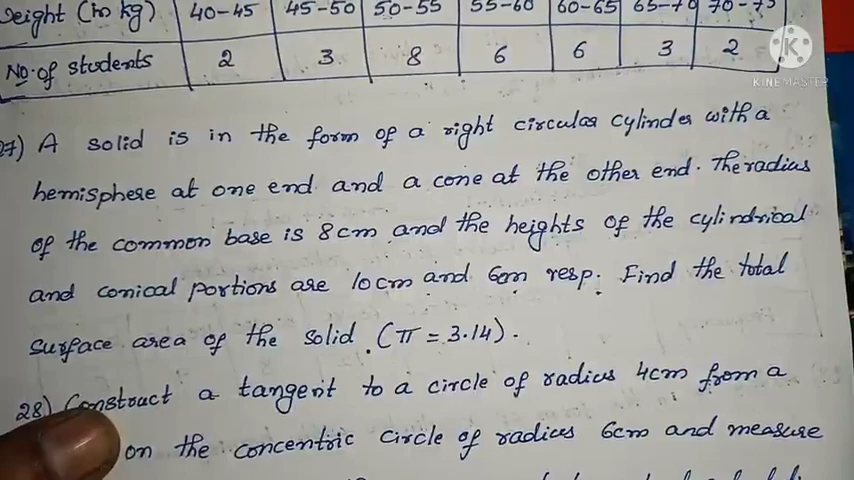 Weight (in kg) 40-45 45-50 50-55 55-60 60-65 65-70 70-75
No. of students 2 3 8 6 6 3 2
27) A solid is in the form of a right circular cylinder with a
hemisphere at one end and a cone at the other end. The radius
of the common base is 8cm and the heights of the cylindrical
and conical portions are 10cm and 6cm resp. Find the total
surface area of the solid. (π = 3.14).
28) Construct a tangent to a circle of radius 4cm from a
on the concentric circle of radius 6cm and measure
KINEMASTER